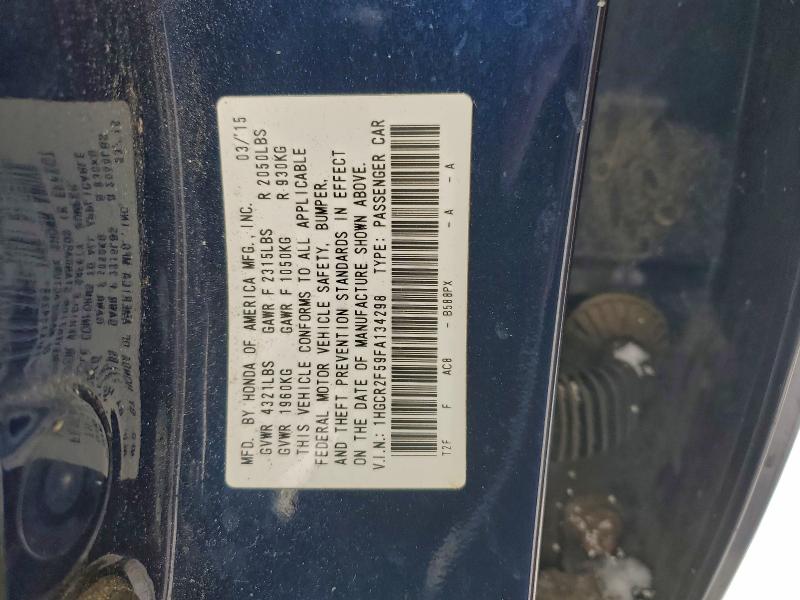 MFD. BY HONDA OF AMERICA MFG., INC. 03/'15
GVWR 4321LBS GAWR F 2315LBS R 2050LBS
GVWR 1960KG GAWR F 1050KG R 930KG
THIS VEHICLE CONFORMS TO ALL APPLICABLE
FEDERAL MOTOR VEHICLE SAFETY, BUMPER,
AND THEFT PREVENTION STANDARDS IN EFFECT
ON THE DATE OF MANUFACTURE SHOWN ABOVE.
V.I.N.: 1HGCR2F59FA134298 TYPE: PASSENGER CAR
T2F F AC8 - B588PX - A - A